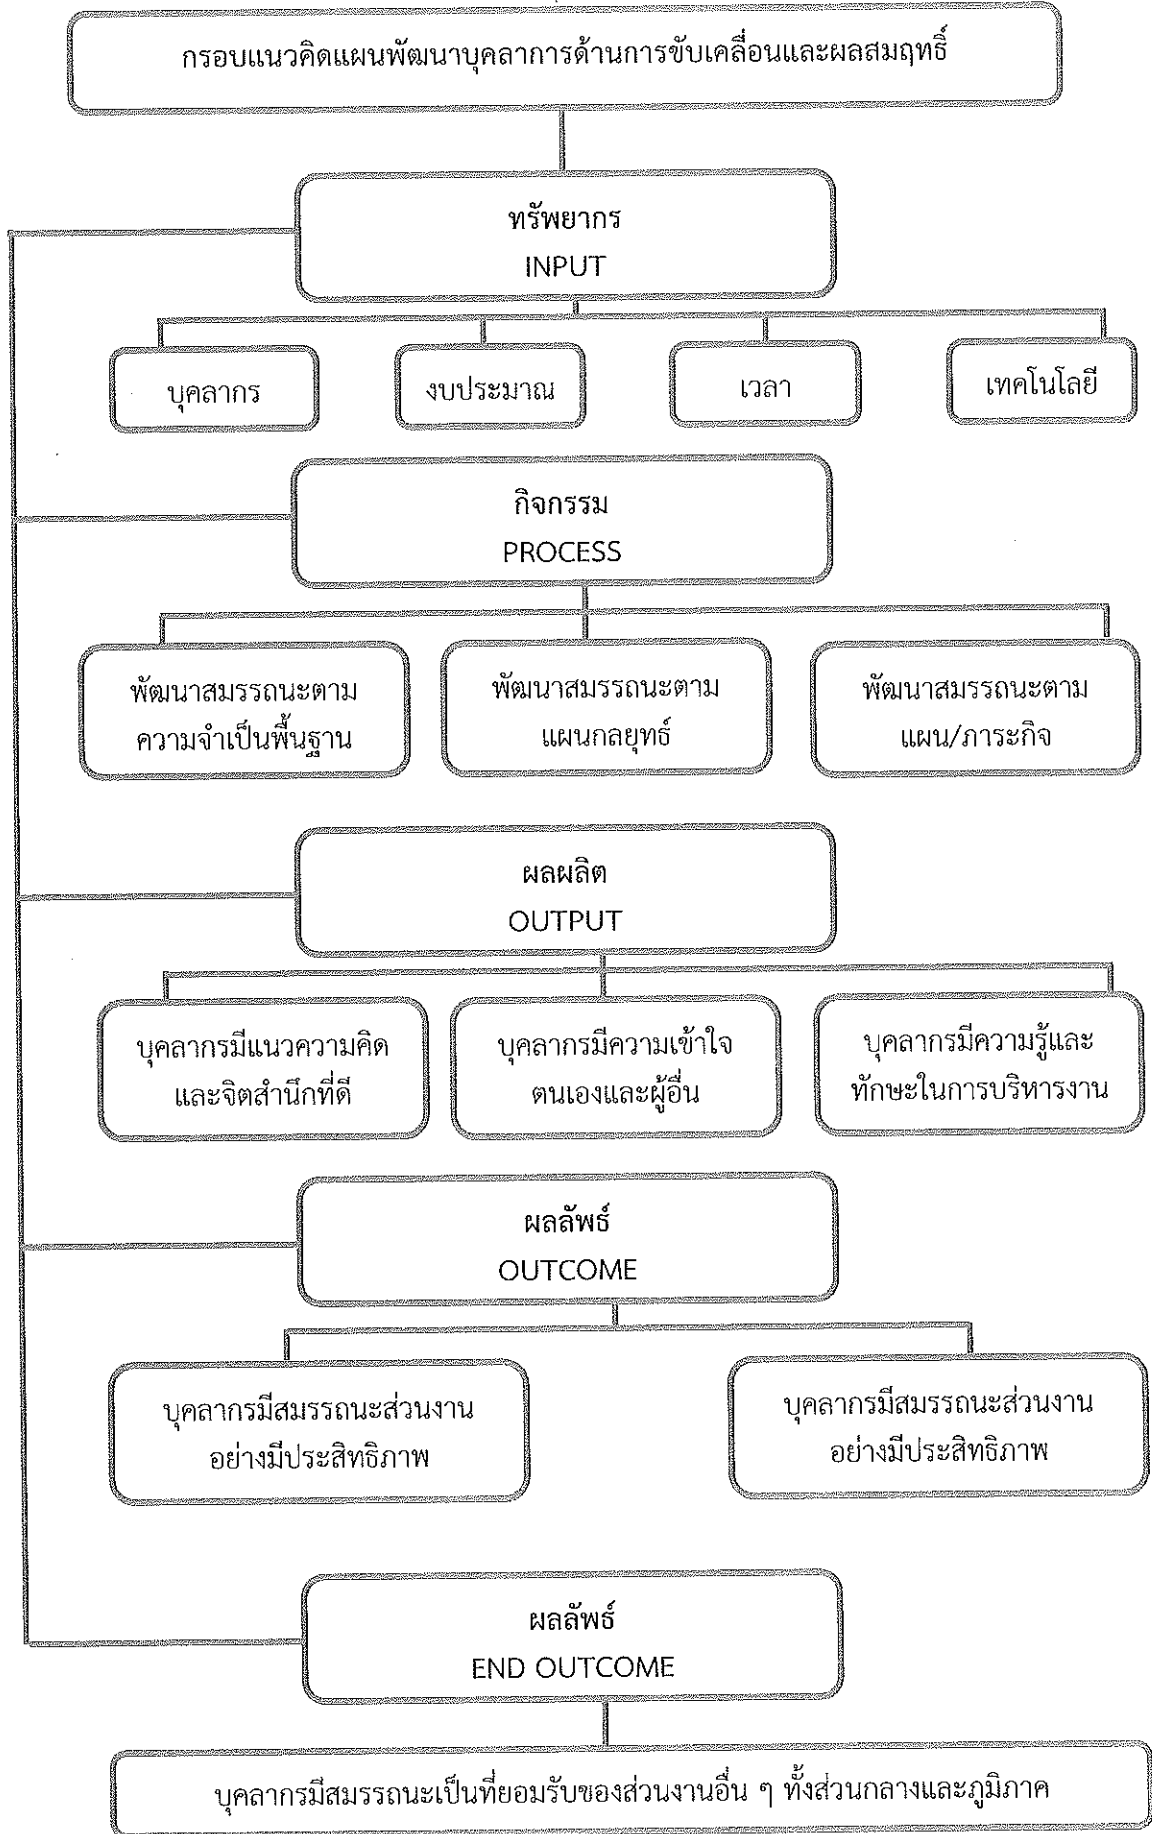 กรอบแนวคิดแผนพัฒนาบุคลาการด้านการขับเคลื่อนและผลสมฤทธิ์
ทรัพยากร
INPUT
บุคลากร
งบประมาณ
เวลา
เทคโนโลยี
กิจกรรม
PROCESS
พัฒนาสมรรถนะตาม
ความจำเป็นพื้นฐาน
พัฒนาสมรรถนะตาม
แผนกลยุทธ์
พัฒนาสมรรถนะตาม
แผน/ภาระกิจ
ผลผลิต
OUTPUT
บุคลากรมีแนวความคิด
และจิตสำนึกที่ดี
บุคลากรมีความเข้าใจ
ตนเองและผู้อื่น
บุคลากรมีความรู้และ
ทักษะในการบริหารงาน
ผลลัพธ์
OUTCOME
บุคลากรมีสมรรถนะส่วนงาน
อย่างมีประสิทธิภาพ
บุคลากรมีสมรรถนะส่วนงาน
อย่างมีประสิทธิภาพ
ผลลัพธ์
END OUTCOME
บุคลากรมีสมรรถนะเป็นที่ยอมรับของส่วนงานอื่น ๆ ทั้งส่วนกลางและภูมิภาค